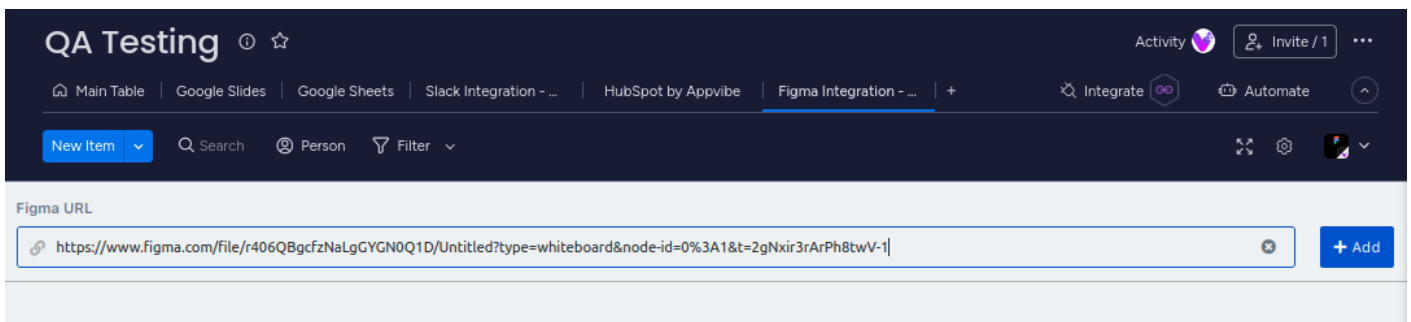 QA Testing
Activity
Invite / 1
Main Table
Google Slides
Google Sheets
Slack Integration - ...
HubSpot by Appvibe
Figma Integration - ...
+
Integrate
Automate
New Item
Search
Person
Filter
Figma URL
https://www.figma.com/file/r406QBgcfzNaLgGYGN0Q1D/Untitled?type=whiteboard&node-id=0%3A1&t=2gNxir3rArPh8twV-1
+ Add